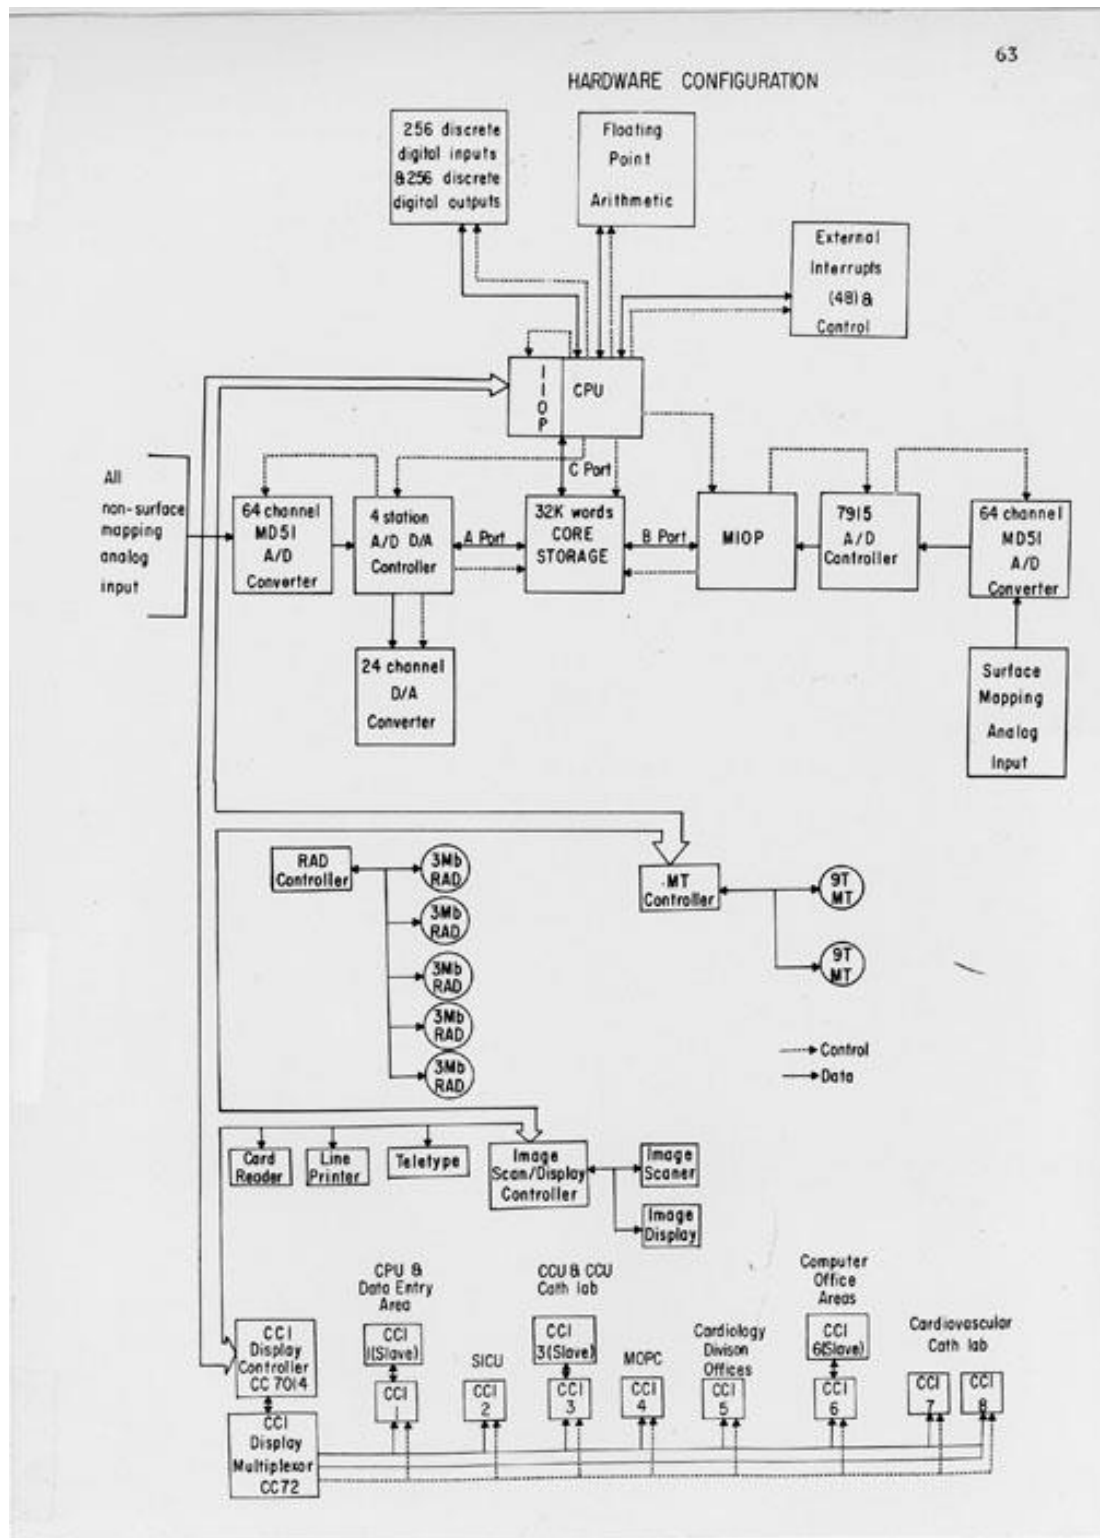 63
HARDWARE CONFIGURATION
256 discrete
digital inputs
&256 discrete
digital outputs
Floating
Point
Arithmetic
External
Interrupts
(48) &
Control
IIOP
CPU
C Port
All
non-surface
mapping
analog
input
64 channel
MD51
A/D
Converter
4 station
A/D D/A
Controller
A Port
32K words
CORE
STORAGE
B Port
MIOP
7915
A/D
Controller
64 channel
MD51
A/D
Converter
24 channel
D/A
Converter
Surface
Mapping
Analog
Input
RAD
Controller
3Mb
RAD
3Mb
RAD
3Mb
RAD
3Mb
RAD
3Mb
RAD
MT
Controller
9T
MT
9T
MT
Control
Data
Card
Reader
Line
Printer
Teletype
Image
Scan/Display
Controller
Image
Scaner
Image
Display
CCI
Display
Controller
CC 7014
CCI
Display
Multiplexor
CC72
CPU &
Data Entry
Area
CCI
1(Slave)
CCI
1
SICU
CCI
2
CCU & CCU
Cath lab
CCI
3(Slave)
CCI
3
MOPC
CCI
4
Cardiology
Divison
Offices
CCI
5
Computer
Office
Areas
CCI
6(Slave)
CCI
6
Cardiovascular
Cath lab
CCI
7
CCI
8